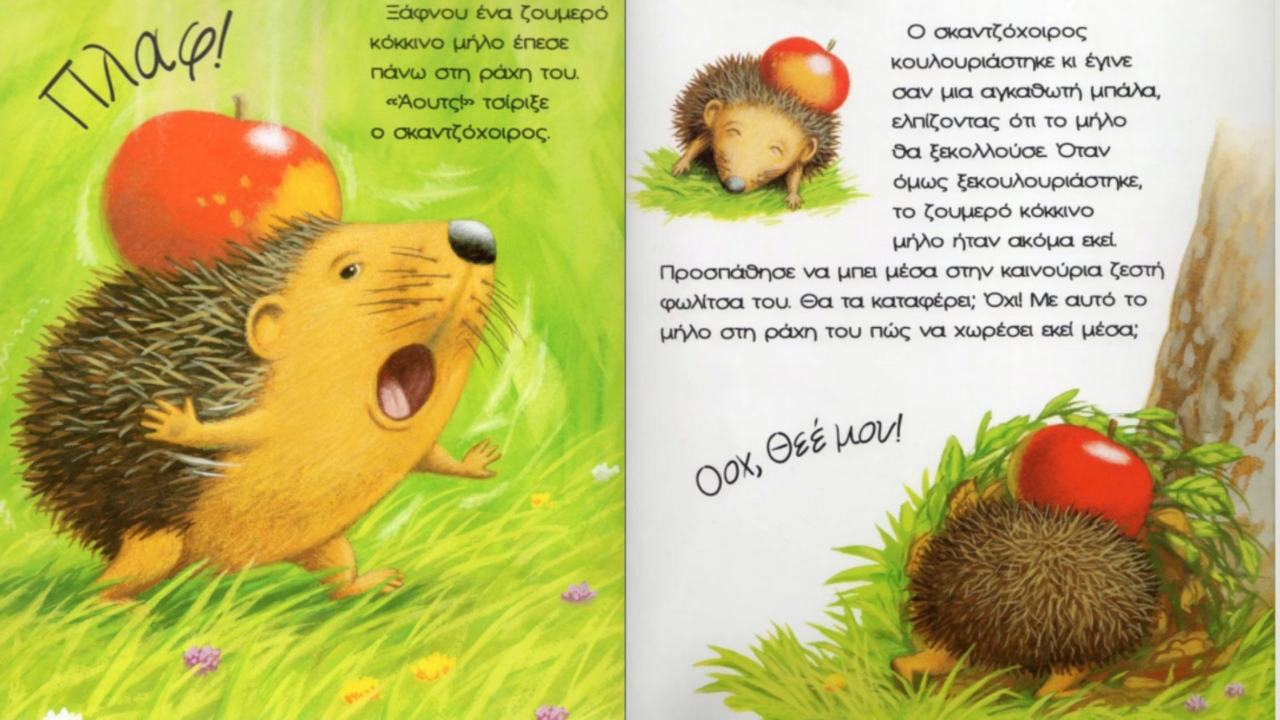 Πλαφ!
Ξάφνου ένα ζουμερό
κόκκινο μήλο έπεσε
πάνω στη ράχη του.
«Άουτς!» τσίριξε
ο σκαντζόχοιρος.
Ο σκαντζόχοιρος
κουλουριάστηκε κι έγινε
σαν μια αγκαθωτή μπάλα,
ελπίζοντας ότι το μήλο
θα ξεκολλούσε. Όταν
όμως ξεκουλουριάστηκε,
το ζουμερό κόκκινο
μήλο ήταν ακόμα εκεί.
Προσπάθησε να μπει μέσα στην καινούρια ζεστή
φωλίτσα του. Θα τα καταφέρει; Όχι! Με αυτό το
μήλο στη ράχη του πώς να χωρέσει εκεί μέσα;
Οοχ, Θεέ μου!